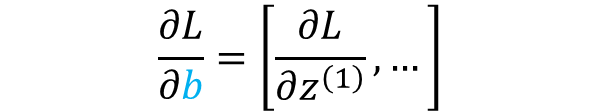 ∂L/∂b = [∂L/∂z⁽¹⁾, …]